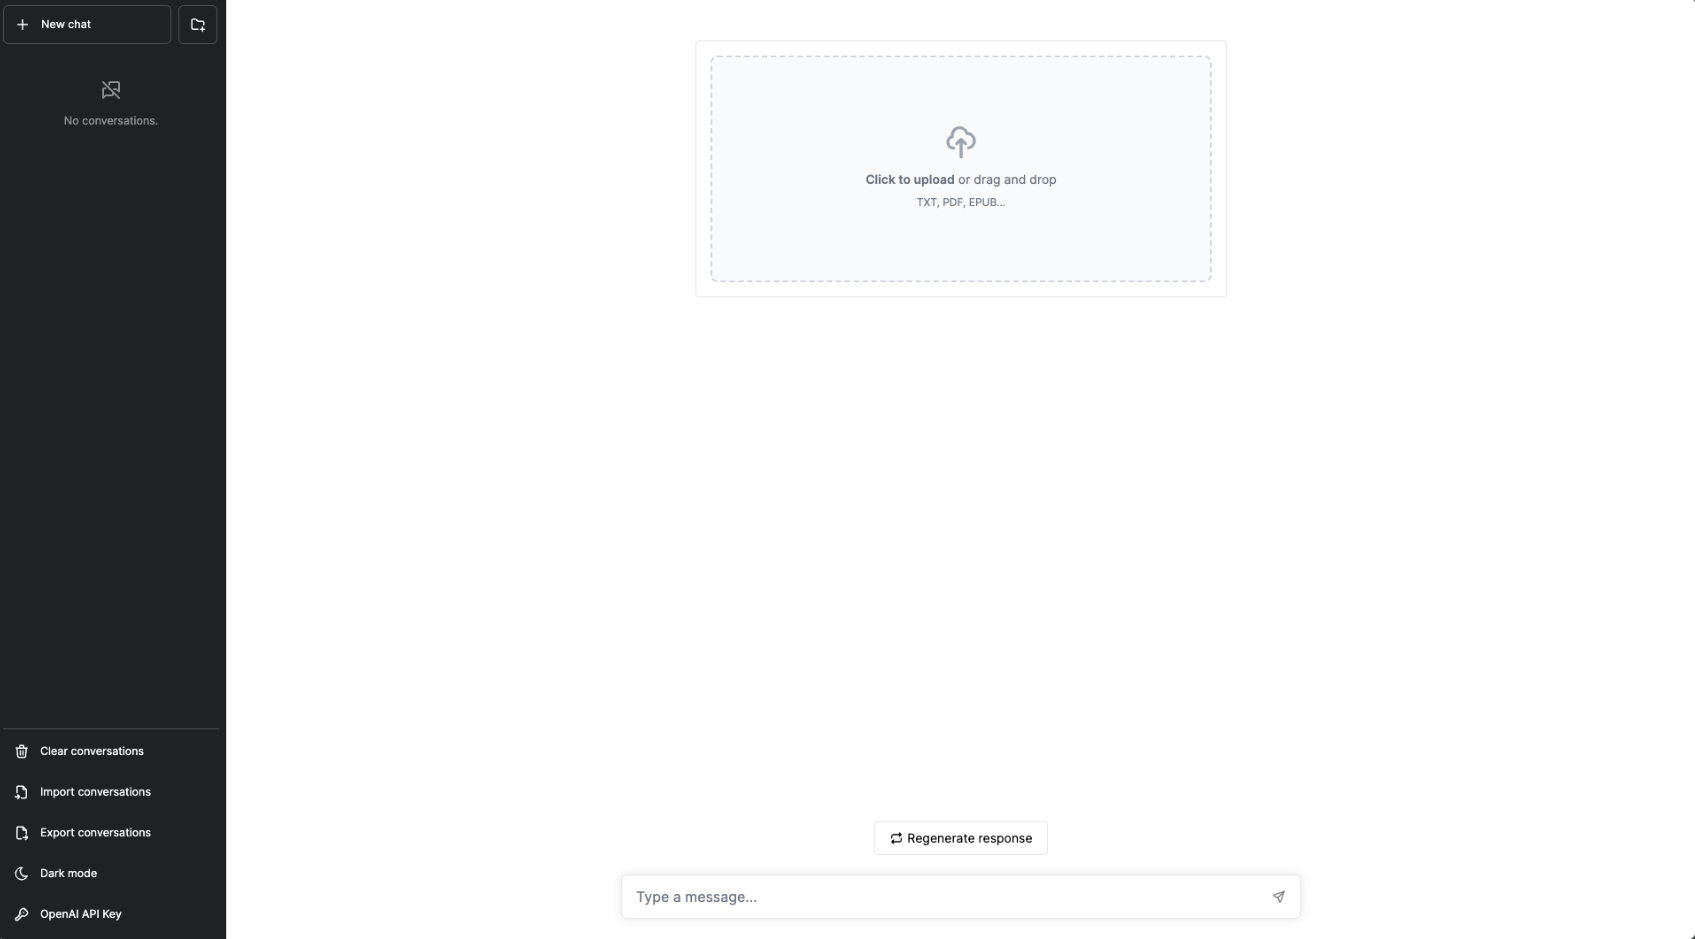 New chat
No conversations.
Click to upload or drag and drop
TXT, PDF, EPUB...
Clear conversations
Import conversations
Export conversations
Dark mode
OpenAI API Key
Regenerate response
Type a message...